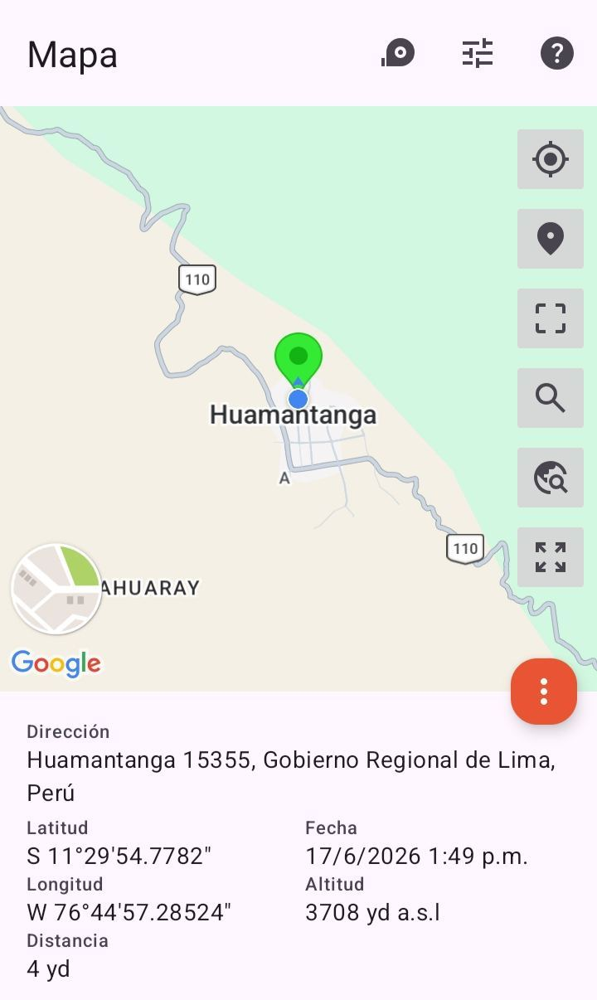 Mapa
110
Huamantanga
A
110
AHUARAY
Google
Dirección
Huamantanga 15355, Gobierno Regional de Lima,
Perú
Latitud
Fecha
S 11°29'54.7782"
17/6/2026 1:49 p.m.
Longitud
Altitud
W 76°44'57.28524"
3708 yd a.s.l
Distancia
4 yd